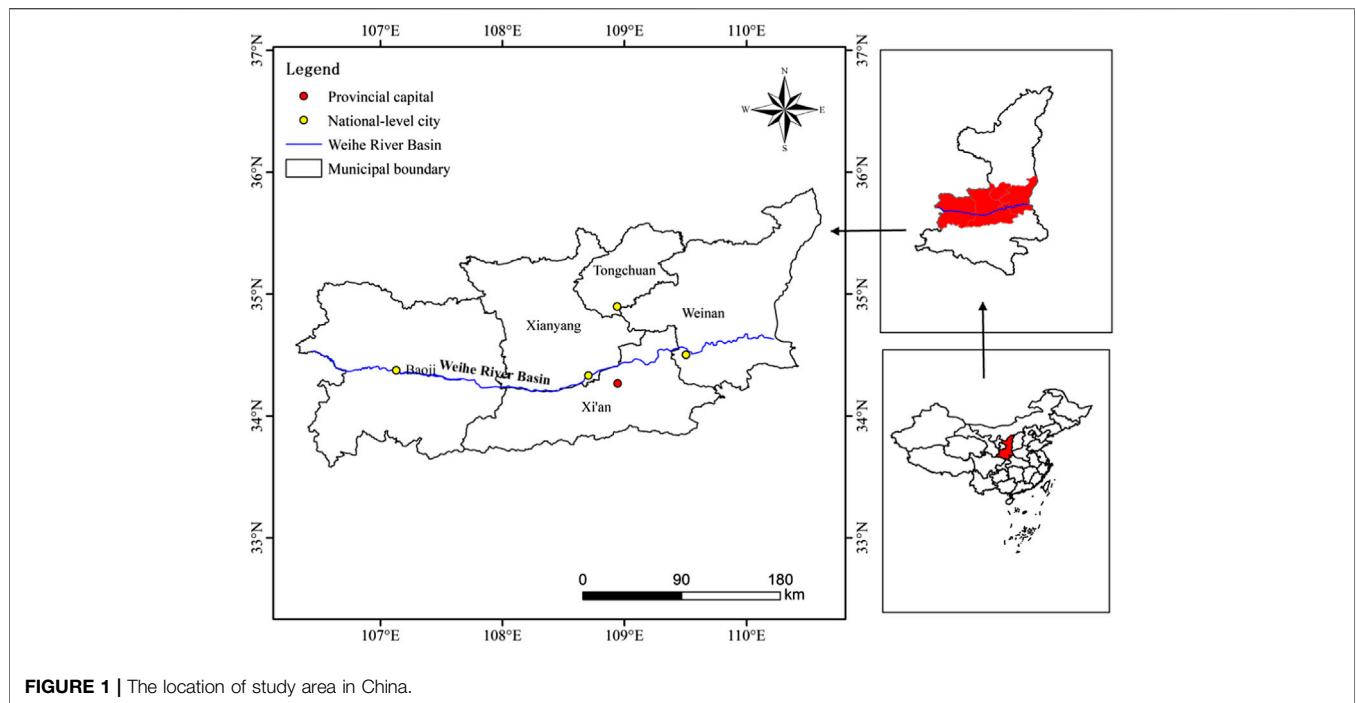 107°E 108°E 109°E 110°E
37°N 37°N
Legend
Provincial capital
National-level city
Weihe River Basin
Municipal boundary
N
W E
S
36°N 36°N
Tongchuan
35°N 35°N
Weinan
Xianyang
Baoji Weihe River Basin
Xi'an
34°N 34°N
33°N 33°N
0 90 180
km
107°E 108°E 109°E 110°E
FIGURE 1 | The location of study area in China.